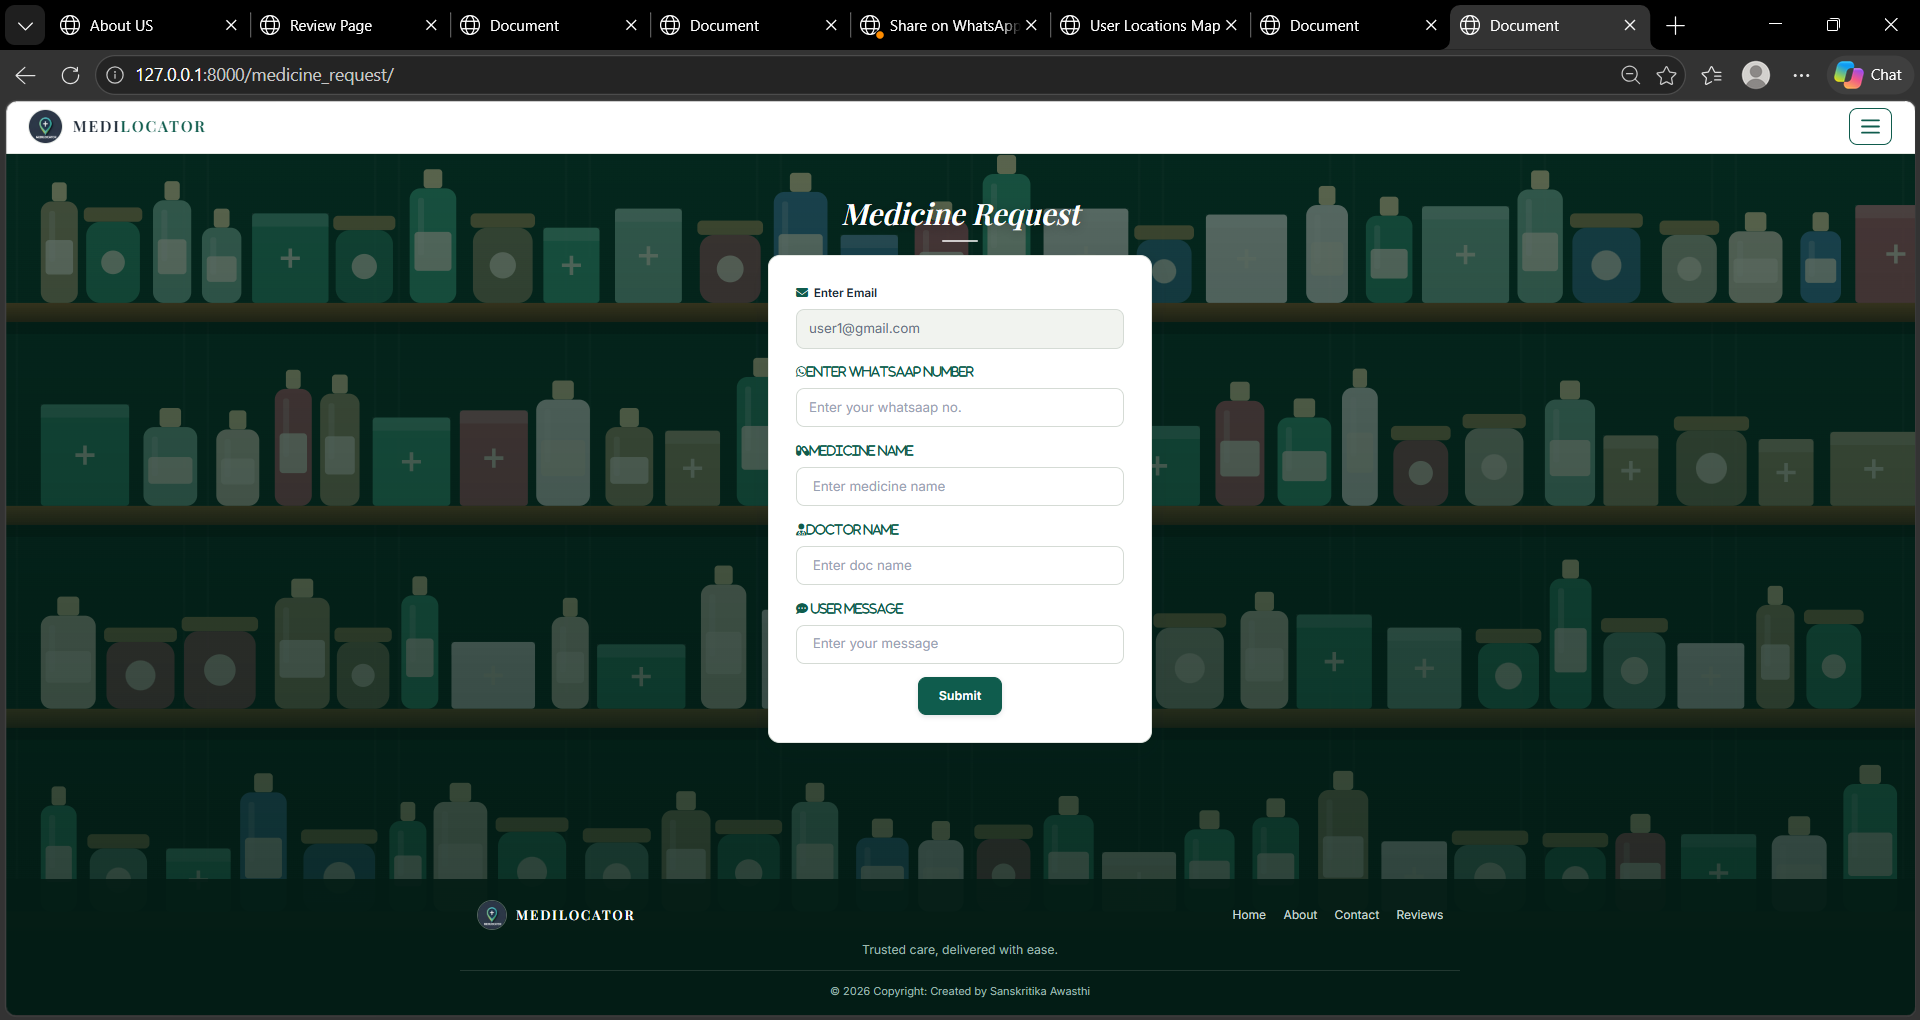 About US
Review Page
Document
Document
Share on WhatsApp
User Locations Map
Document
Document
127.0.0.1:8000/medicine_request/
Chat
MEDILOCATOR
Medicine Request
Enter Email
user1@gmail.com
ENTER WHATSAAP NUMBER
Enter your whatsaap no.
MEDICINE NAME
Enter medicine name
DOCTOR NAME
Enter doc name
USER MESSAGE
Enter your message
Submit
MEDILOCATOR
Home About Contact Reviews
Trusted care, delivered with ease.
© 2026 Copyright: Created by Sanskritika Awasthi